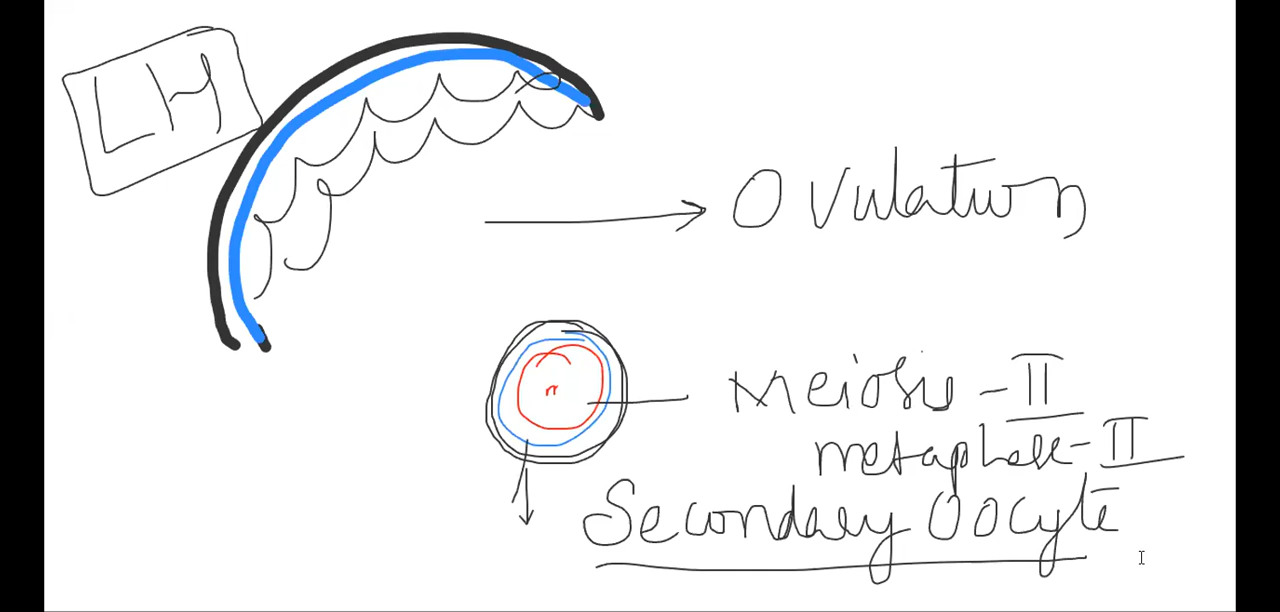 LH
Ovulation
n
Meiosis - II
metaphase - II
Secondary Oocyte